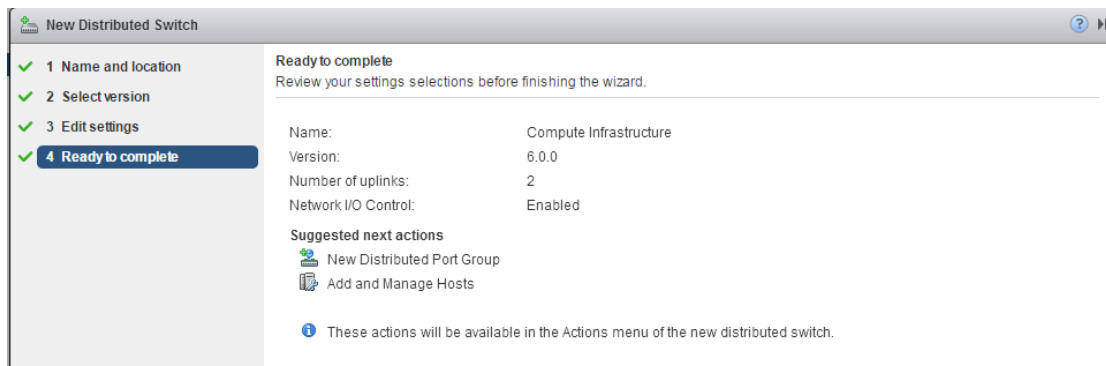 New Distributed Switch
1 Name and location
2 Select version
3 Edit settings
4 Ready to complete
Ready to complete
Review your settings selections before finishing the wizard.
Name: Compute Infrastructure
Version: 6.0.0
Number of uplinks: 2
Network I/O Control: Enabled
Suggested next actions
New Distributed Port Group
Add and Manage Hosts
These actions will be available in the Actions menu of the new distributed switch.